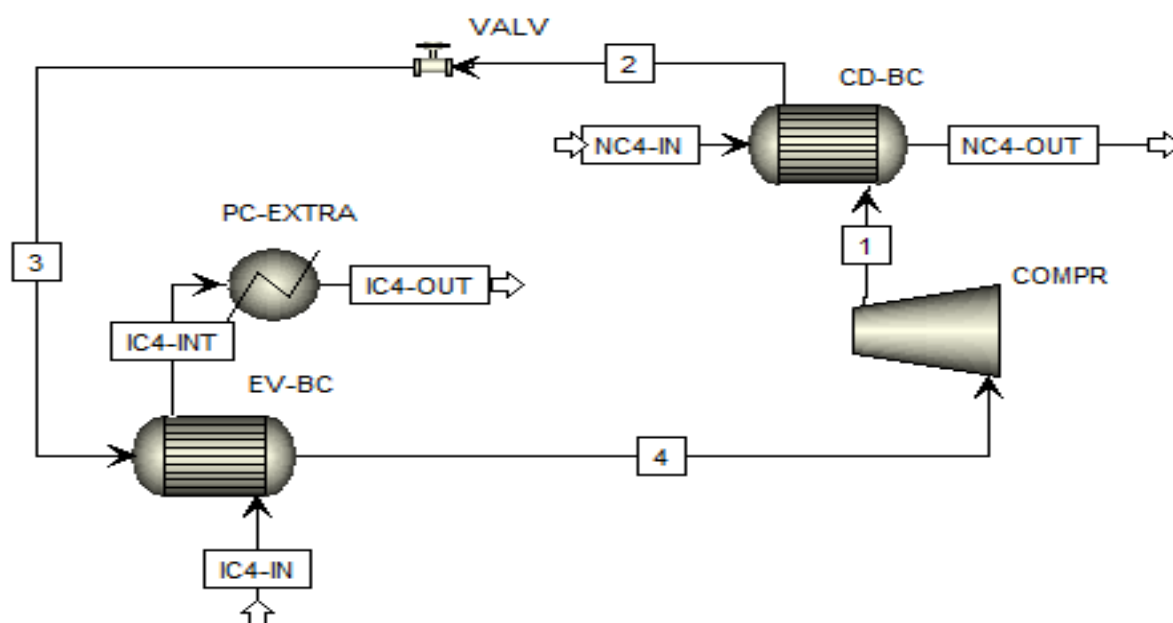 VALV
2
CD-BC
NC4-IN
NC4-OUT
PC-EXTRA
1
3
IC4-OUT
COMPR
IC4-INT
EV-BC
4
IC4-IN